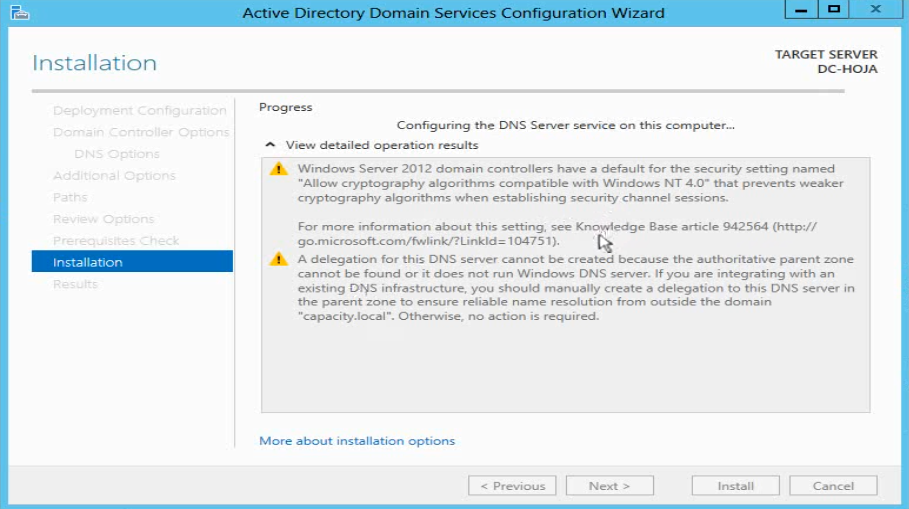 Active Directory Domain Services Configuration Wizard
Installation
TARGET SERVER
DC-HOJA
Deployment Configuration
Domain Controller Options
DNS Options
Additional Options
Paths
Review Options
Prerequisites Check
Installation
Results
Progress
Configuring the DNS Server service on this computer...
View detailed operation results
Windows Server 2012 domain controllers have a default for the security setting named
"Allow cryptography algorithms compatible with Windows NT 4.0" that prevents weaker
cryptography algorithms when establishing security channel sessions.
For more information about this setting, see Knowledge Base article 942564 (http://
go.microsoft.com/fwlink/?LinkId=104751).
A delegation for this DNS server cannot be created because the authoritative parent zone
cannot be found or it does not run Windows DNS server. If you are integrating with an
existing DNS infrastructure, you should manually create a delegation to this DNS server in
the parent zone to ensure reliable name resolution from outside the domain
"capacity.local". Otherwise, no action is required.
More about installation options
< Previous
Next >
Install
Cancel